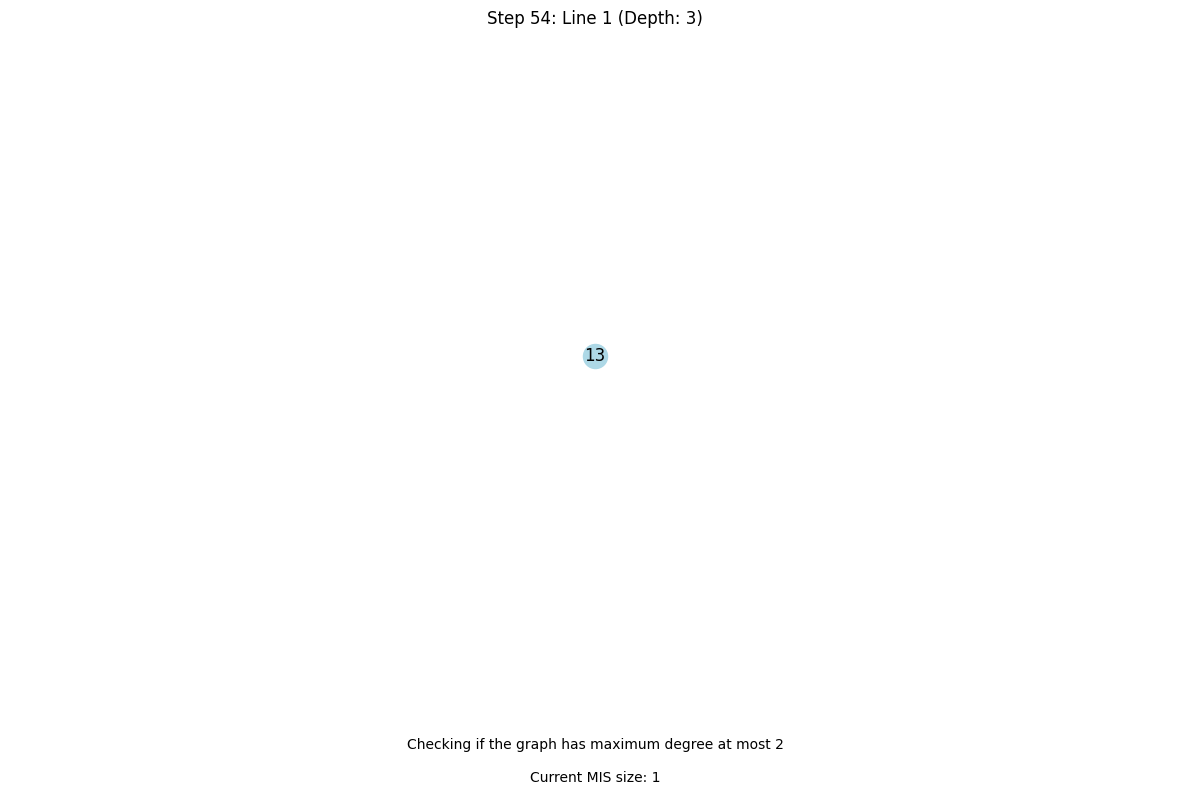 Step 54: Line 1 (Depth: 3)
13
Checking if the graph has maximum degree at most 2
Current MIS size: 1